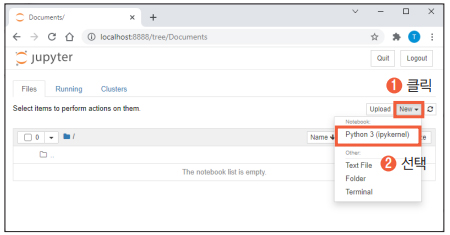 Documents/
localhost:8888/tree/Documents
Jupyter
Quit
Logout
Files
Running
Clusters
1 클릭
Select items to perform actions on them.
Upload
New
Notebook:
Python 3 (ipykernel)
0
/
Name
..
Other:
Text File
2 선택
Folder
Terminal
The notebook list is empty.